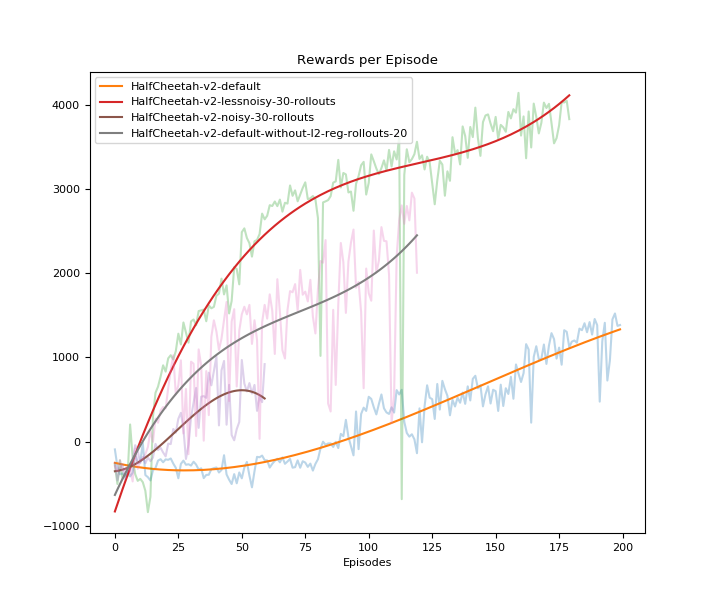 Rewards per Episode
HalfCheetah-v2-default
HalfCheetah-v2-lessnoisy-30-rollouts
HalfCheetah-v2-noisy-30-rollouts
HalfCheetah-v2-default-without-l2-reg-rollouts-20
4000
3000
2000
1000
0
−1000
0 25 50 75 100 125 150 175 200
Episodes